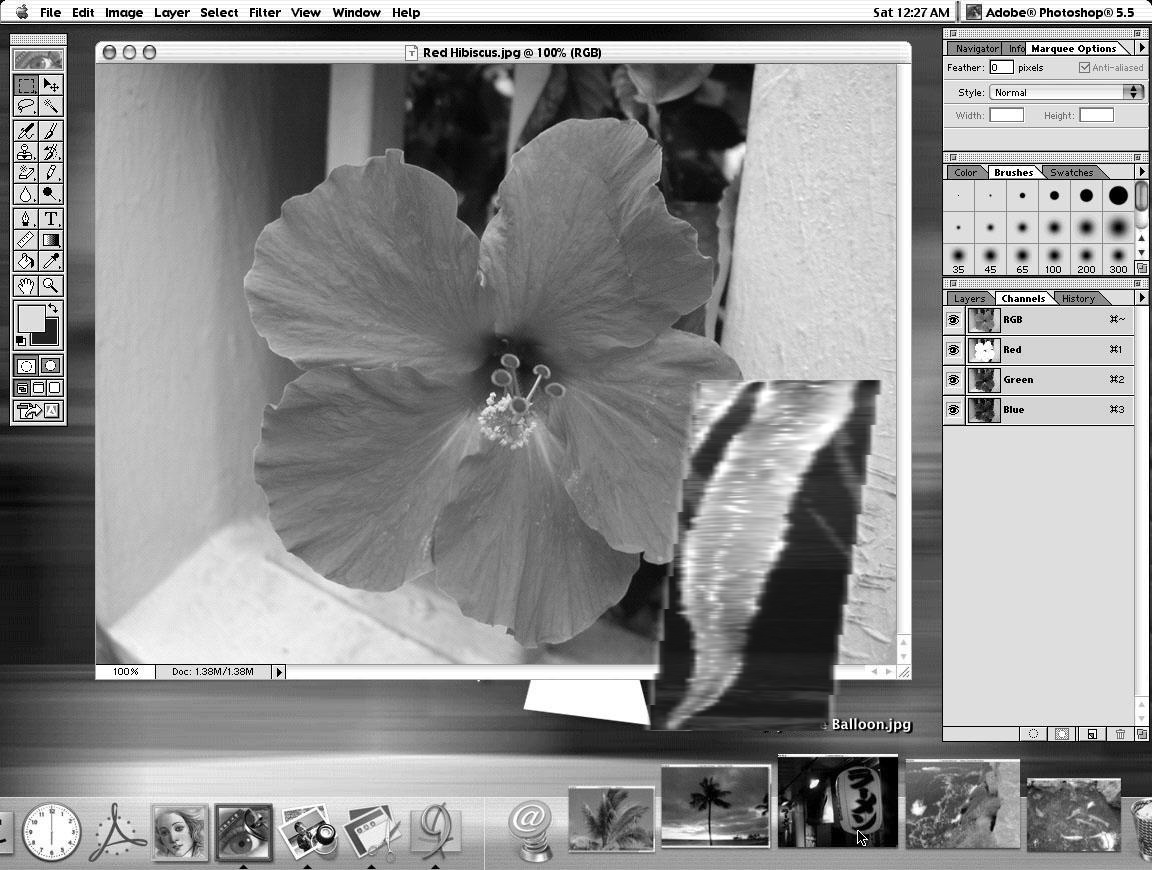 File Edit Image Layer Select Filter View Window Help
Sat 12:27 AM
Adobe® Photoshop® 5.5
Red Hibiscus.jpg @ 100% (RGB)
Navigator Info Marquee Options
Feather: 0 pixels
Anti-aliased
Style: Normal
Width:
Height:
Color Brushes Swatches
35 45 65 100 200 300
Layers Channels History
RGB ⌘~
Red ⌘1
Green ⌘2
Blue ⌘3
100%
Doc: 1.38M/1.38M
Balloon.jpg
ラーメン